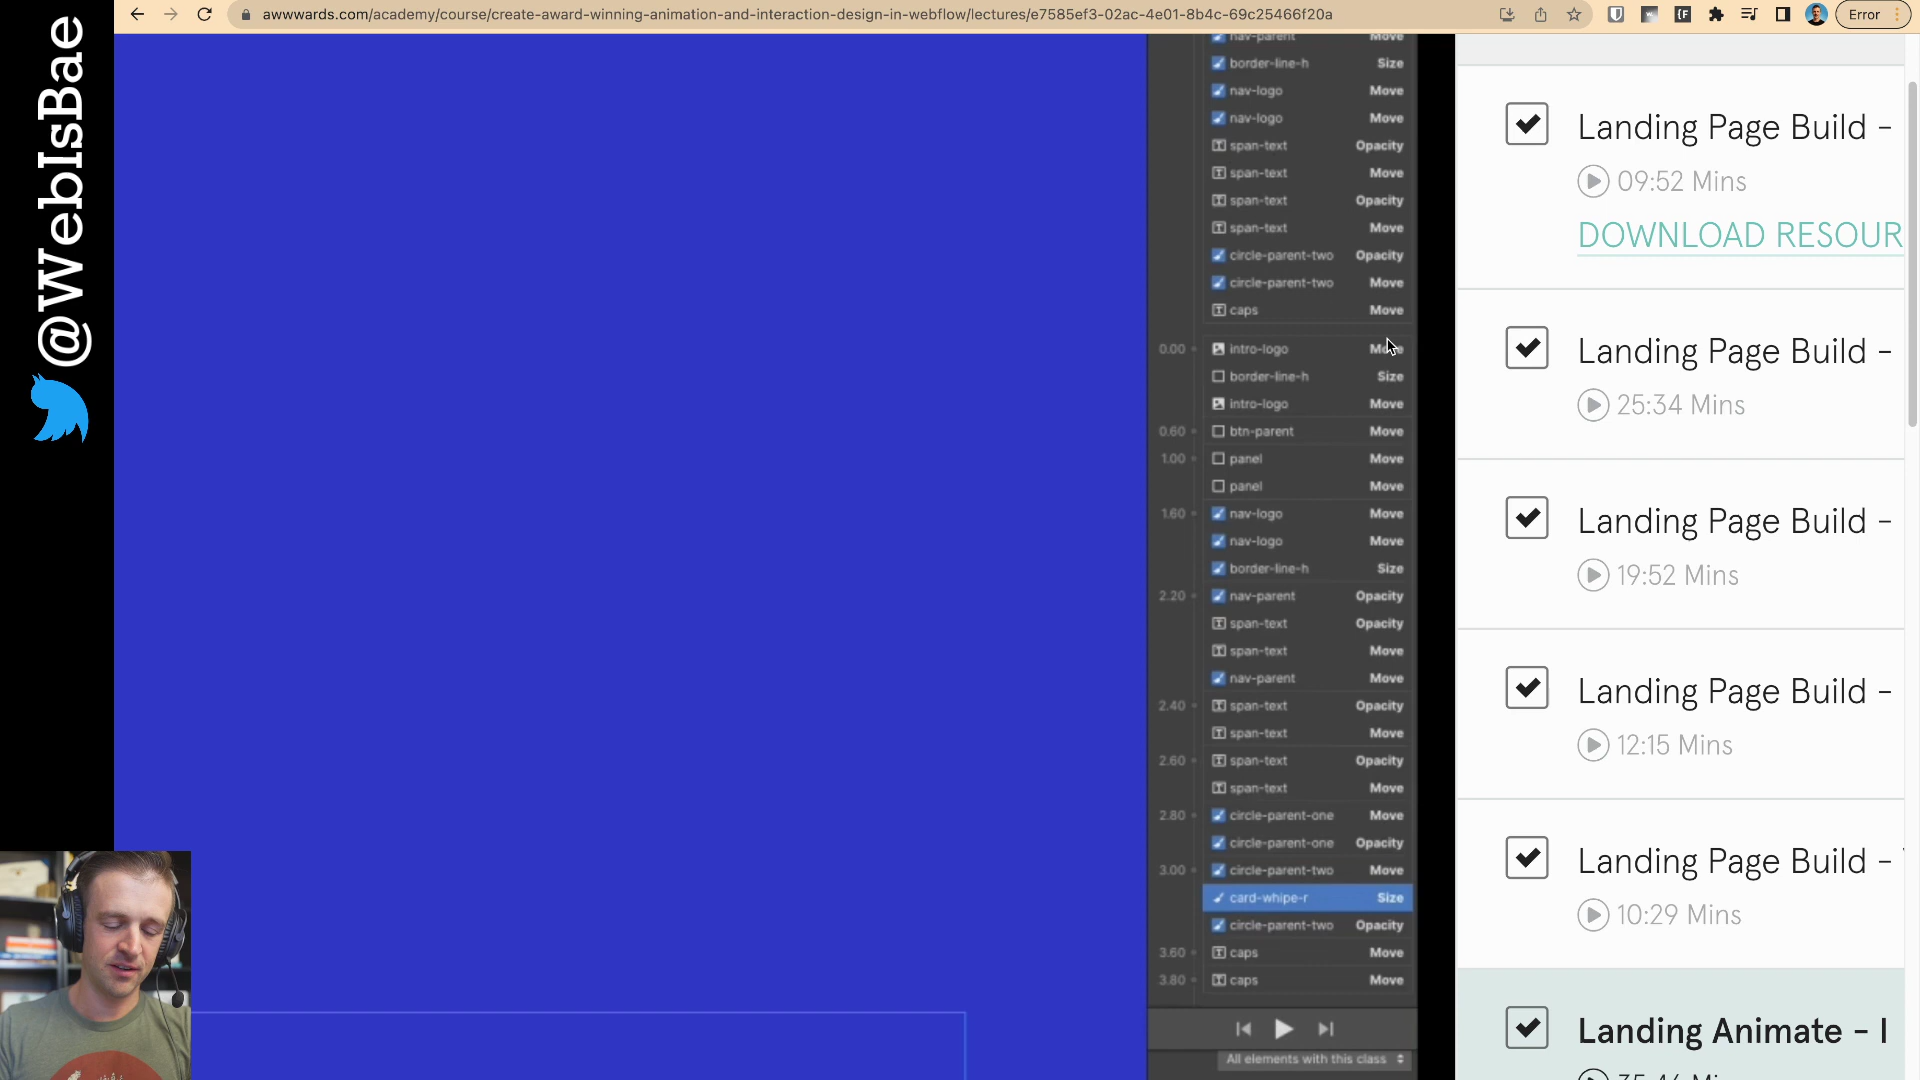 awwwards.com/academy/course/create-award-winning-animation-and-interaction-design-in-webflow/lectures/e7585ef3-02ac-4e01-8b4c-69c25466f20a
Error
@WebIsBae
nav-parent Move
border-line-h Size
nav-logo Move
nav-logo Move
span-text Opacity
span-text Move
span-text Opacity
span-text Move
circle-parent-two Opacity
circle-parent-two Move
caps Move
0.00 intro-logo Move
border-line-h Size
intro-logo Move
0.60 btn-parent Move
1.00 panel Move
panel Move
1.60 nav-logo Move
nav-logo Move
border-line-h Size
2.20 nav-parent Opacity
span-text Opacity
span-text Move
nav-parent Move
2.40 span-text Opacity
span-text Move
2.60 span-text Opacity
span-text Move
2.80 circle-parent-one Move
circle-parent-one Opacity
3.00 circle-parent-two Move
card-whipe-r Size
circle-parent-two Opacity
3.60 caps Move
3.80 caps Move
All elements with this class
Landing Page Build -
09:52 Mins
DOWNLOAD RESOUR
Landing Page Build -
25:34 Mins
Landing Page Build -
19:52 Mins
Landing Page Build -
12:15 Mins
Landing Page Build -
10:29 Mins
Landing Animate - I